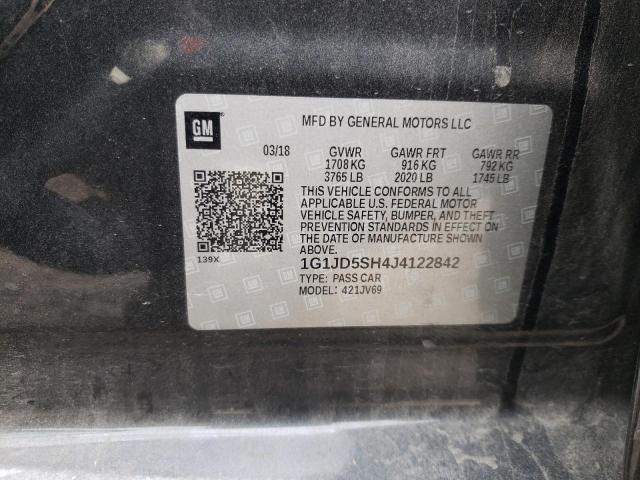 GM
MFD BY GENERAL MOTORS LLC
03/18 GVWR GAWR FRT GAWR RR
1708 KG 916 KG 792 KG
3765 LB 2020 LB 1745 LB
THIS VEHICLE CONFORMS TO ALL
APPLICABLE U.S. FEDERAL MOTOR
VEHICLE SAFETY, BUMPER, AND THEFT
PREVENTION STANDARDS IN EFFECT ON
THE DATE OF MANUFACTURE SHOWN
ABOVE.
139X
1G1JD5SH4J4122842
TYPE: PASS CAR
MODEL: 421JV69